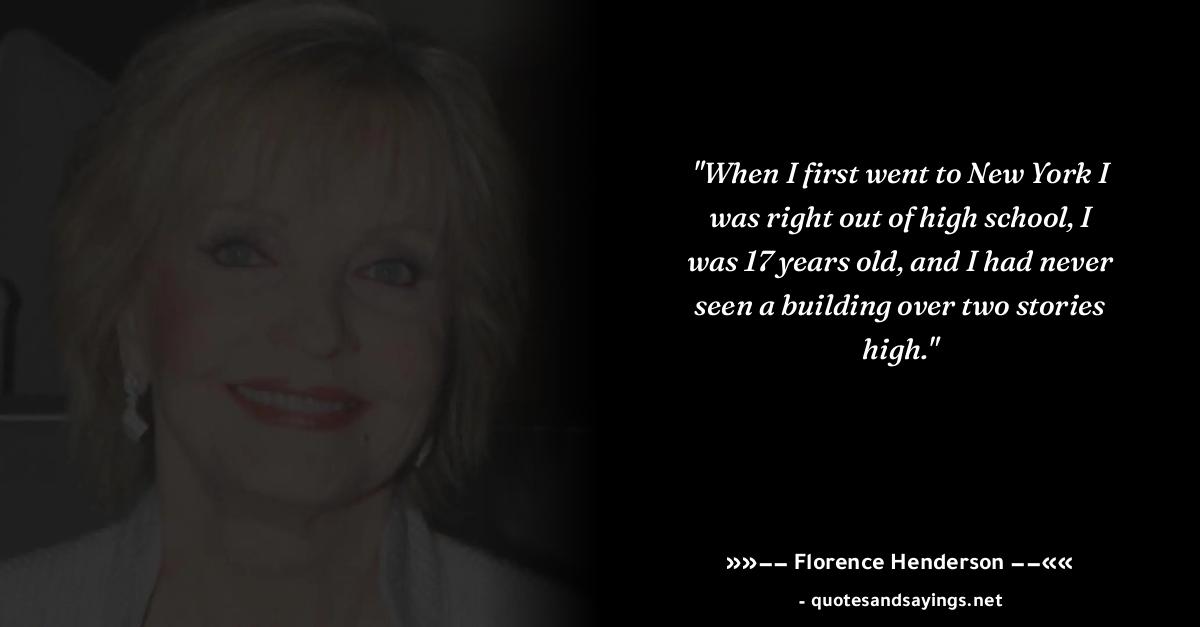 "When I first went to New York I
was right out of high school, I
was 17 years old, and I had never
seen a building over two stories
high."
»»–– Florence Henderson ––««
- quotesandsayings.net